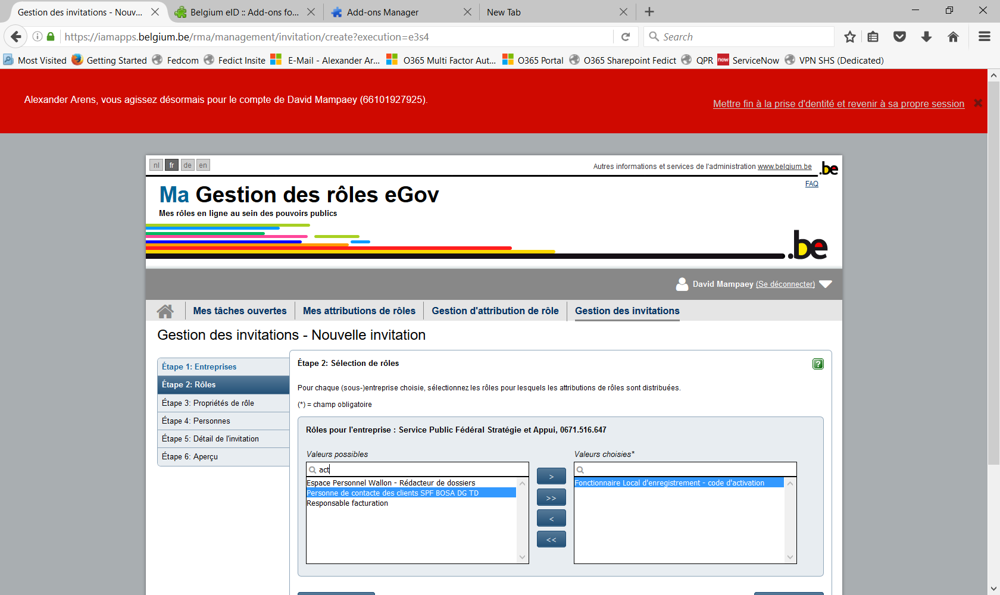 Gestion des invitations - Nouv...
Belgium eID :: Add-ons fo...
Add-ons Manager
New Tab
https://iamapps.belgium.be/rma/management/invitation/create?execution=e3s4
Search
Most Visited
Getting Started
Fedcom
Fedict Insite
E-Mail - Alexander Ar...
O365 Multi Factor Aut...
O365 Portal
O365 Sharepoint Fedict
QPR
now
ServiceNow
VPN SHS (Dedicated)
Alexander Arens, vous agissez désormais pour le compte de David Mampaey (66101927925).
Mettre fin à la prise d'dentité et revenir à sa propre session
nl fr de en
Autres informations et services de l'administration www.belgium.be
.be
FAQ
Ma Gestion des rôles eGov
Mes rôles en ligne au sein des pouvoirs publics
.be
David Mampaey (Se déconnecter)
Mes tâches ouvertes
Mes attributions de rôles
Gestion d'attribution de rôle
Gestion des invitations
Gestion des invitations - Nouvelle invitation
Étape 1: Entreprises
Étape 2: Rôles
Étape 3: Propriétés de rôle
Étape 4: Personnes
Étape 5: Détail de l'invitation
Étape 6: Aperçu
Étape 2: Sélection de rôles
?
Pour chaque (sous-)entreprise choisie, sélectionnez les rôles pour lesquels les attributions de rôles sont distribuées.
(*) = champ obligatoire
Rôles pour l'entreprise : Service Public Fédéral Stratégie et Appui, 0671.516.647
Valeurs possibles
act
Espace Personnel Wallon - Rédacteur de dossiers
Personne de contacte des clients SPF BOSA DG TD
Responsable facturation
>
>>
<
<<
Valeurs choisies*
Fonctionnaire Local d'enregistrement - code d'activation